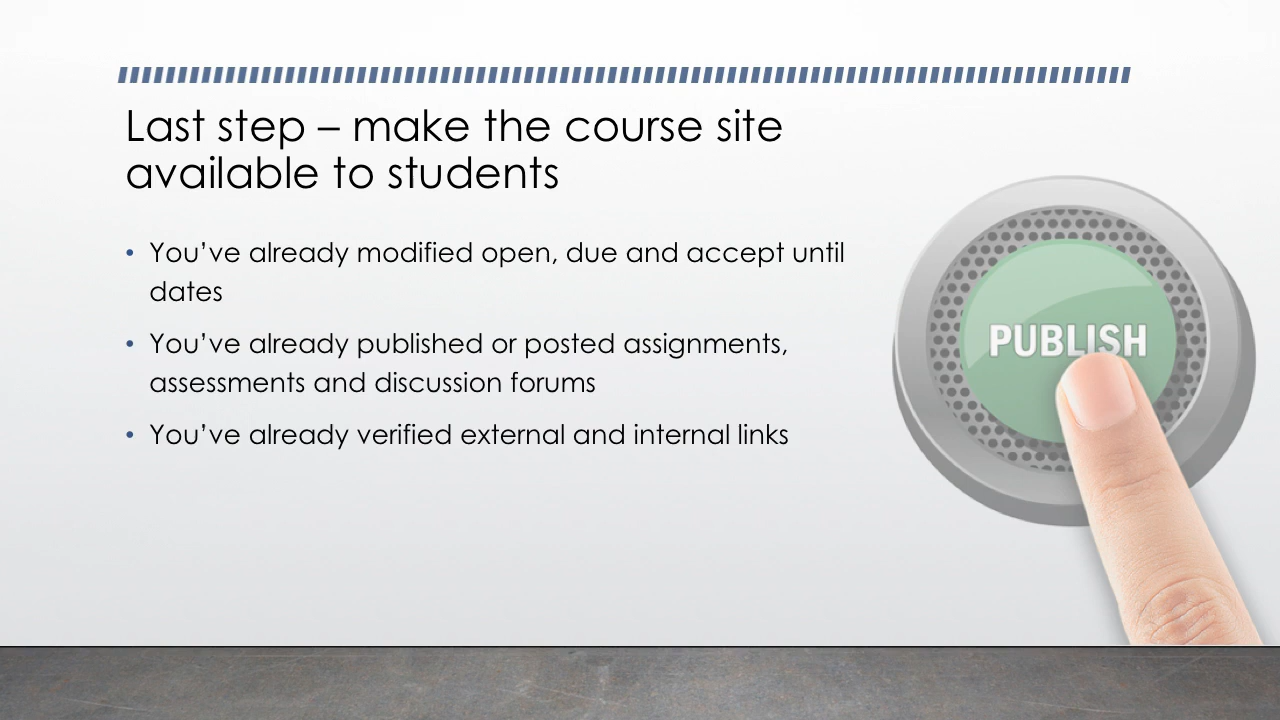 Last step – make the course site
available to students
• You’ve already modified open, due and accept until
dates
• You’ve already published or posted assignments,
assessments and discussion forums
• You’ve already verified external and internal links
PUBLISH